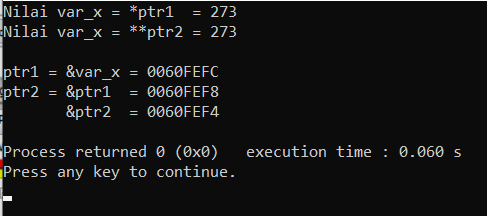 Nilai var_x = *ptr1  = 273
Nilai var_x = **ptr2 = 273
ptr1 = &var_x = 0060FEFC
ptr2 = &ptr1  = 0060FEF8
       &ptr2  = 0060FEF4
Process returned 0 (0x0)   execution time : 0.060 s
Press any key to continue.